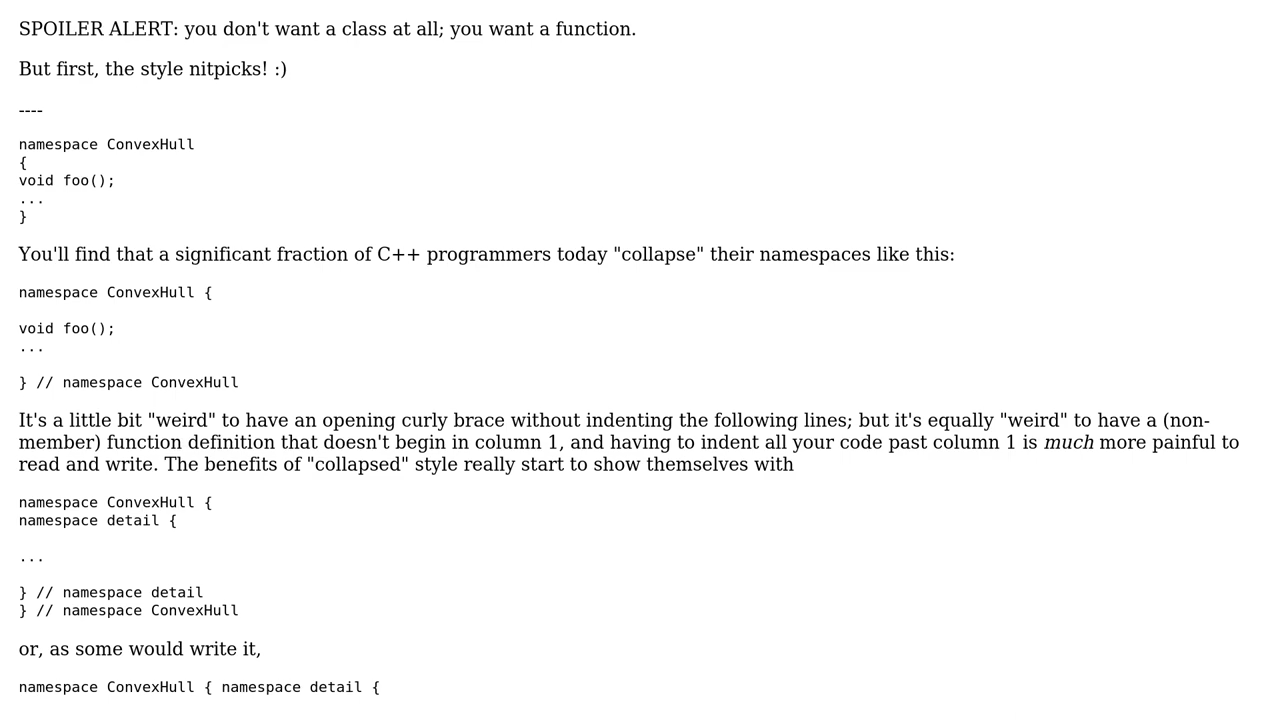 SPOILER ALERT: you don't want a class at all; you want a function.
But first, the style nitpicks! :)
----
namespace ConvexHull
{
void foo();
...
}
You'll find that a significant fraction of C++ programmers today "collapse" their namespaces like this:
namespace ConvexHull {
void foo();
...
} // namespace ConvexHull
It's a little bit "weird" to have an opening curly brace without indenting the following lines; but it's equally "weird" to have a (non-
member) function definition that doesn't begin in column 1, and having to indent all your code past column 1 is much more painful to
read and write. The benefits of "collapsed" style really start to show themselves with
namespace ConvexHull {
namespace detail {
...
} // namespace detail
} // namespace ConvexHull
or, as some would write it,
namespace ConvexHull { namespace detail {